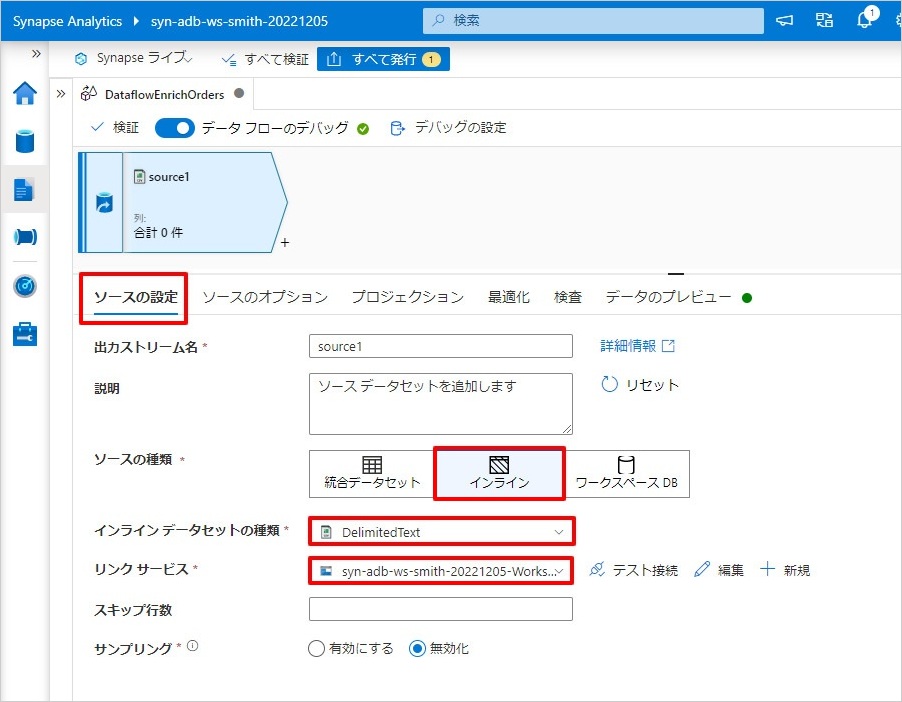 Synapse Analytics syn-adb-ws-smith-20221205 検索 1
Synapse ライブ すべて検証 すべて発行 1
DataflowEnrichOrders
検証 データ フローのデバッグ デバッグの設定
source1
列:
合計 0 件
+
ソースの設定 ソースのオプション プロジェクション 最適化 検査 データのプレビュー
出力ストリーム名 * source1 詳細情報
説明 ソース データセットを追加します リセット
ソースの種類 * 統合データセット インライン ワークスペース DB
インライン データセットの種類 * DelimitedText
リンク サービス * syn-adb-ws-smith-20221205-Works... テスト接続 編集 新規
スキップ行数
サンプリング * 有効にする 無効化